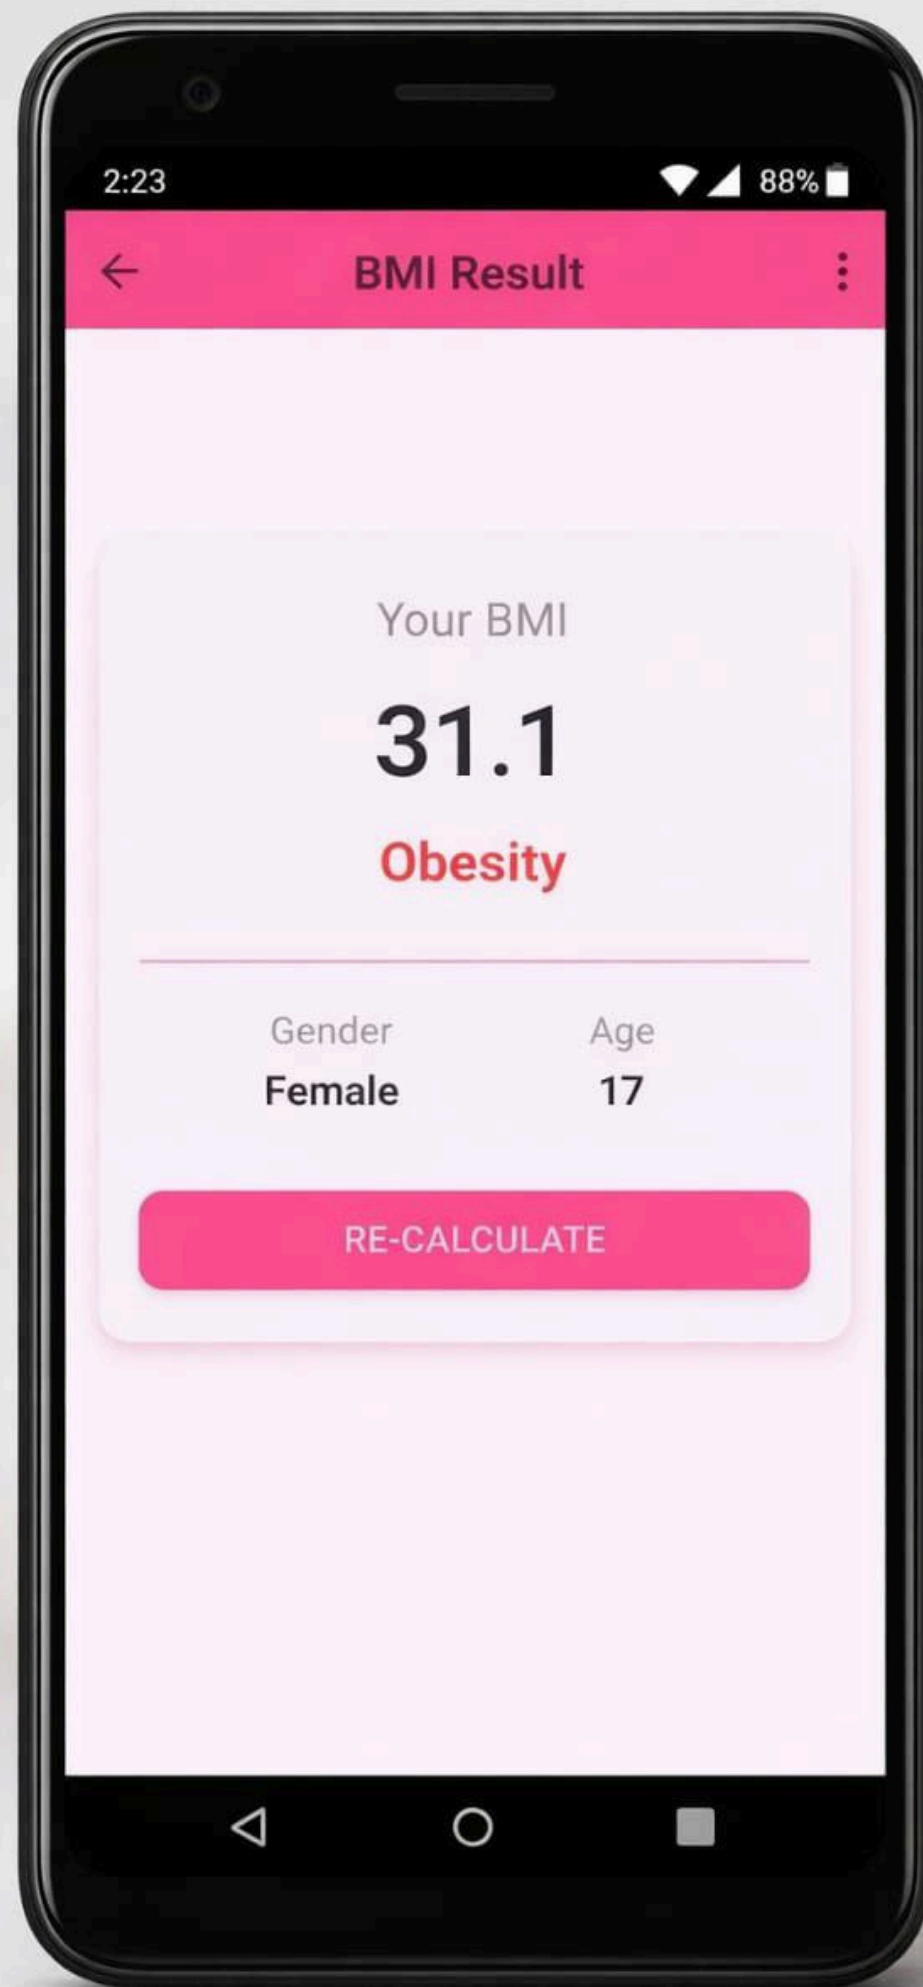 2:23 88%
BMI Result
Your BMI
31.1
Obesity
Gender Age
Female 17
RE-CALCULATE